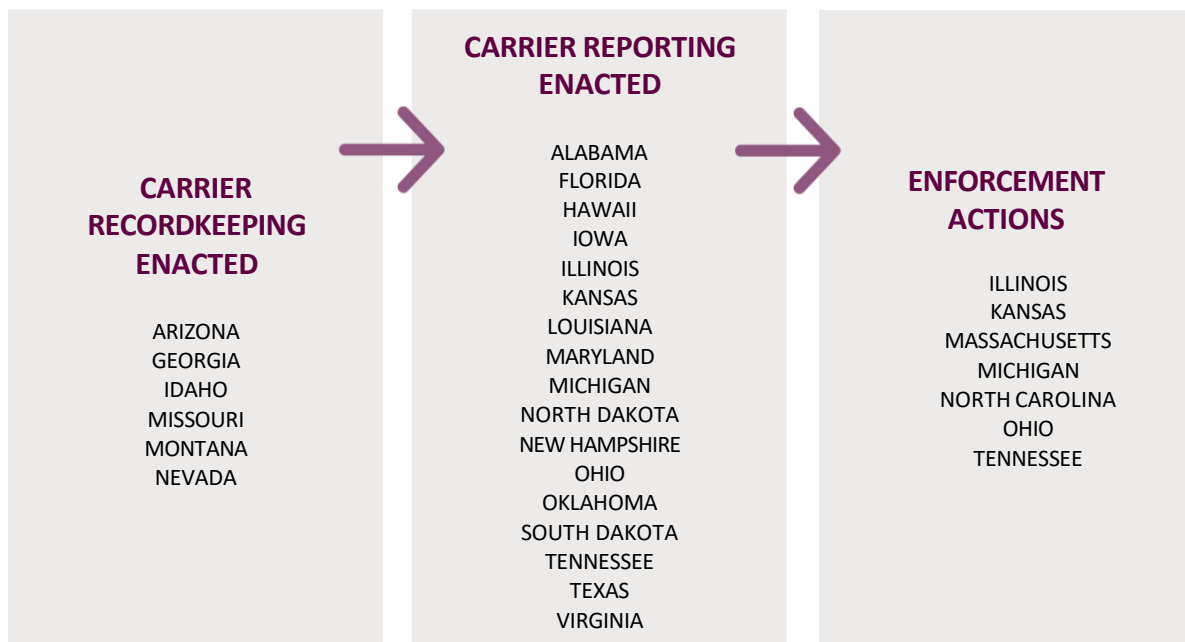 CARRIER
RECORDKEEPING
ENACTED
ARIZONA
GEORGIA
IDAHO
MISSOURI
MONTANA
NEVADA
CARRIER REPORTING
ENACTED
ALABAMA
FLORIDA
HAWAII
IOWA
ILLINOIS
KANSAS
LOUISIANA
MARYLAND
MICHIGAN
NORTH DAKOTA
NEW HAMPSHIRE
OHIO
OKLAHOMA
SOUTH DAKOTA
TENNESSEE
TEXAS
VIRGINIA
ENFORCEMENT
ACTIONS
ILLINOIS
KANSAS
MASSACHUSETTS
MICHIGAN
NORTH CAROLINA
OHIO
TENNESSEE